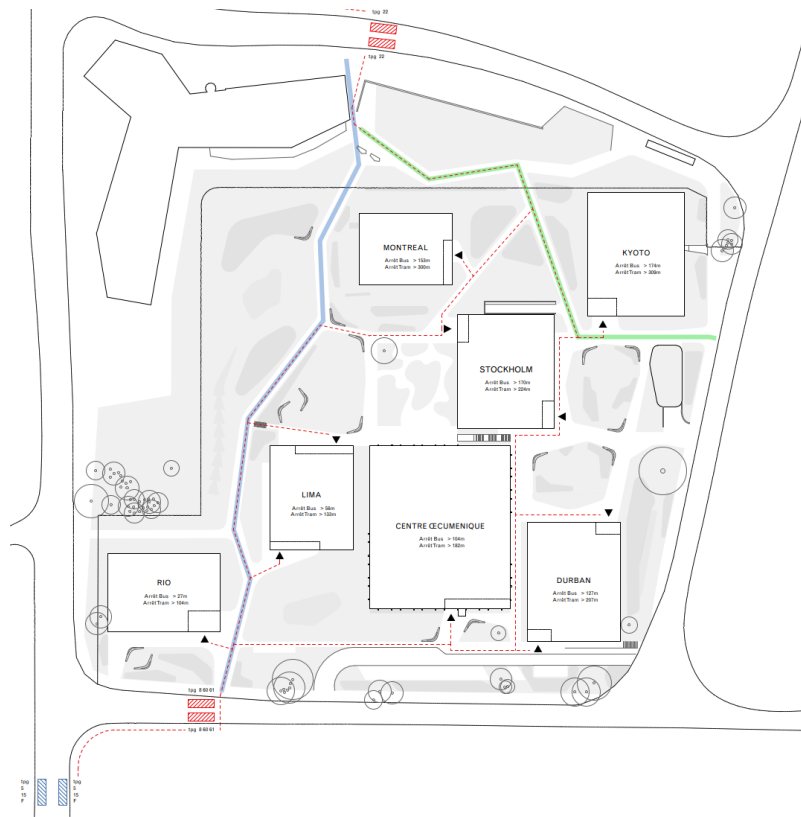 tpg 22
tpg 22
MONTREAL
Arrêt Bus > 153m
Arrêt Tram > 300m
KYOTO
Arrêt Bus > 174m
Arrêt Tram > 308m
STOCKHOLM
Arrêt Bus > 170m
Arrêt Tram > 224m
LIMA
Arrêt Bus > 56m
Arrêt Tram > 133m
CENTRE ŒCUMENIQUE
Arrêt Bus > 104m
Arrêt Tram > 182m
RIO
Arrêt Bus > 27m
Arrêt Tram > 104m
DURBAN
Arrêt Bus > 127m
Arrêt Tram > 207m
tpg 8 60 61
tpg 8 60 61
tpg
5
15
F
tpg
5
15
F